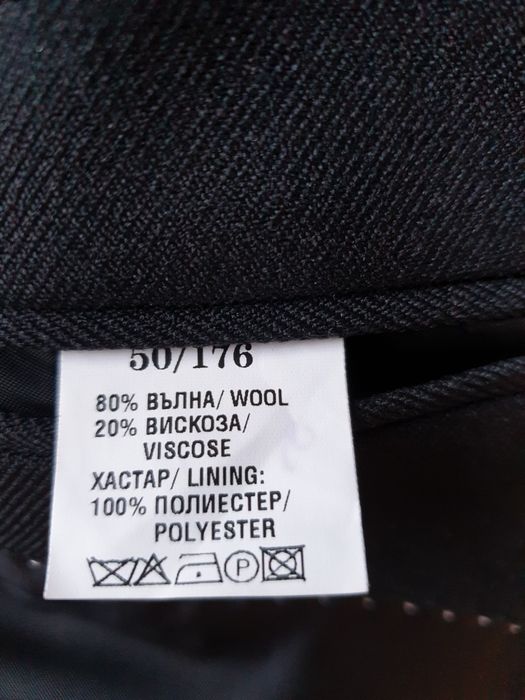 50/176
80% ВЪЛНА/ WOOL
20% ВИСКОЗА/
VISCOSE
ХАСТАР/ LINING:
100% ПОЛИЕСТЕР/
POLYESTER
P